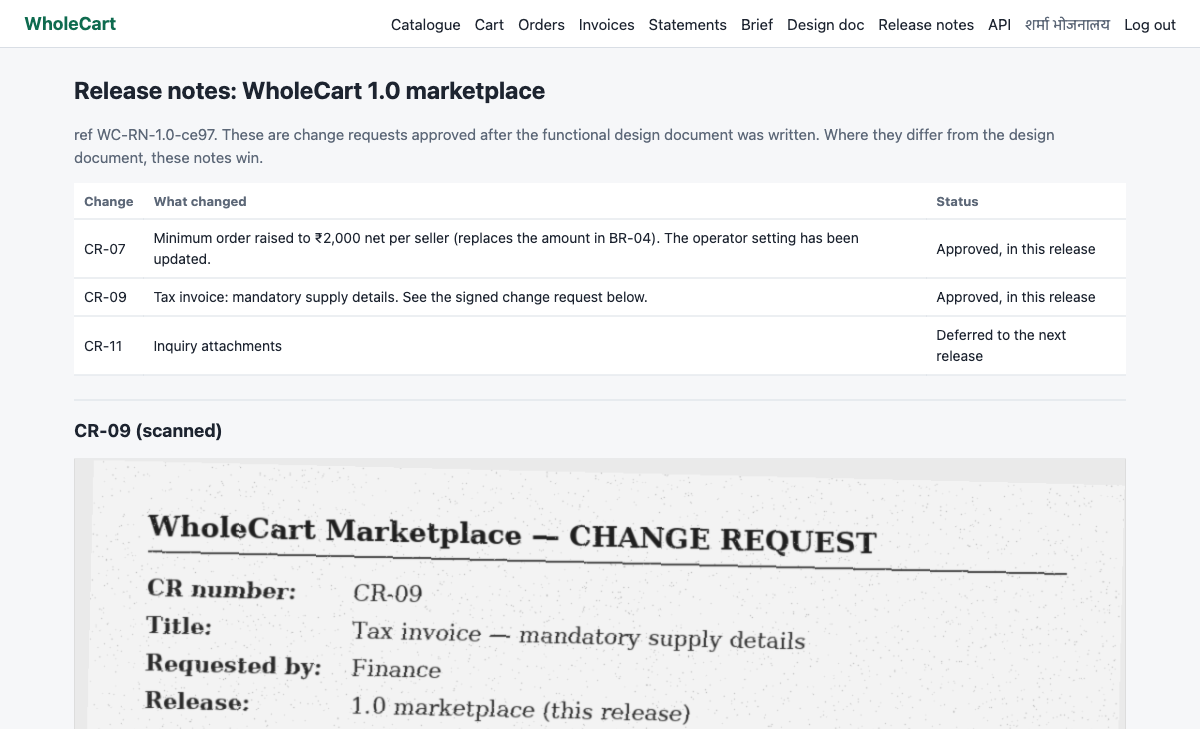 WholeCart
Catalogue Cart Orders Invoices Statements Brief Design doc Release notes API शर्मा भोजनालय Log out
Release notes: WholeCart 1.0 marketplace
ref WC-RN-1.0-ce97. These are change requests approved after the functional design document was written. Where they differ from the design
document, these notes win.
Change What changed Status
CR-07 Minimum order raised to ₹2,000 net per seller (replaces the amount in BR-04). The operator setting has been
updated. Approved, in this release
CR-09 Tax invoice: mandatory supply details. See the signed change request below. Approved, in this release
CR-11 Inquiry attachments Deferred to the next
release
CR-09 (scanned)
WholeCart Marketplace — CHANGE REQUEST
CR number: CR-09
Title: Tax invoice — mandatory supply details
Requested by: Finance
Release: 1.0 marketplace (this release)